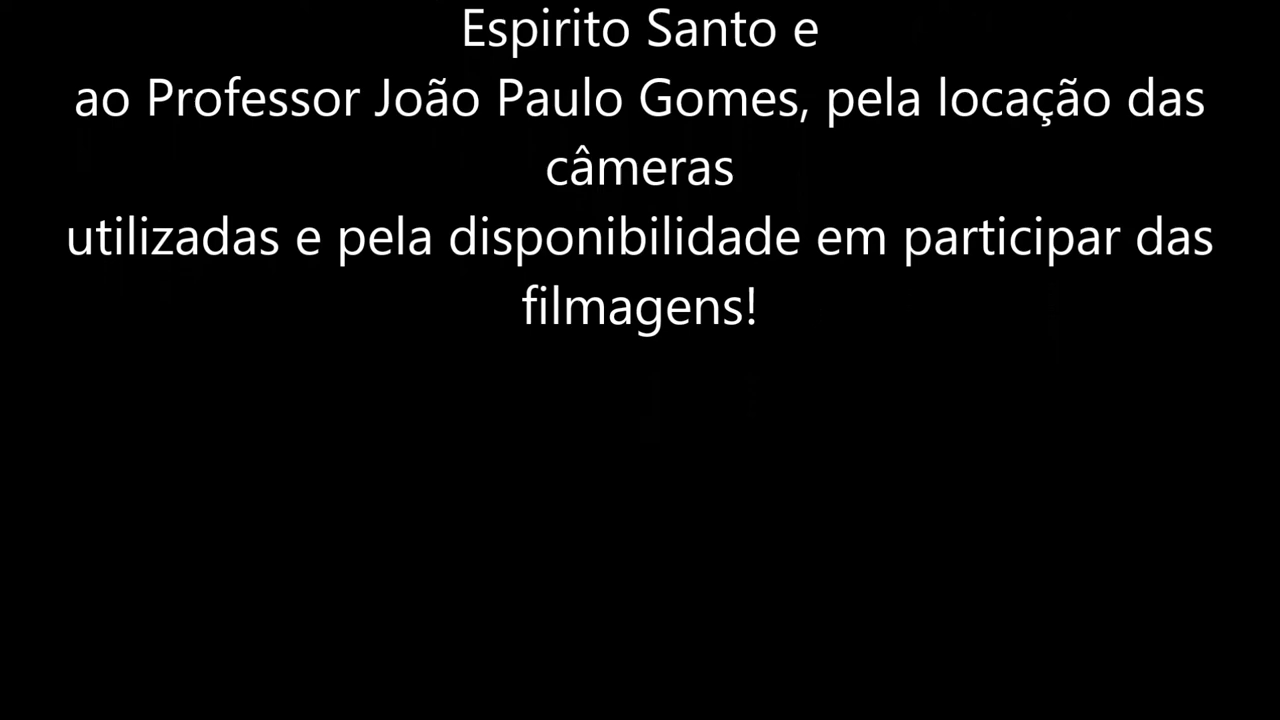 Espirito Santo e
ao Professor João Paulo Gomes, pela locação das
câmeras
utilizadas e pela disponibilidade em participar das
filmagens!